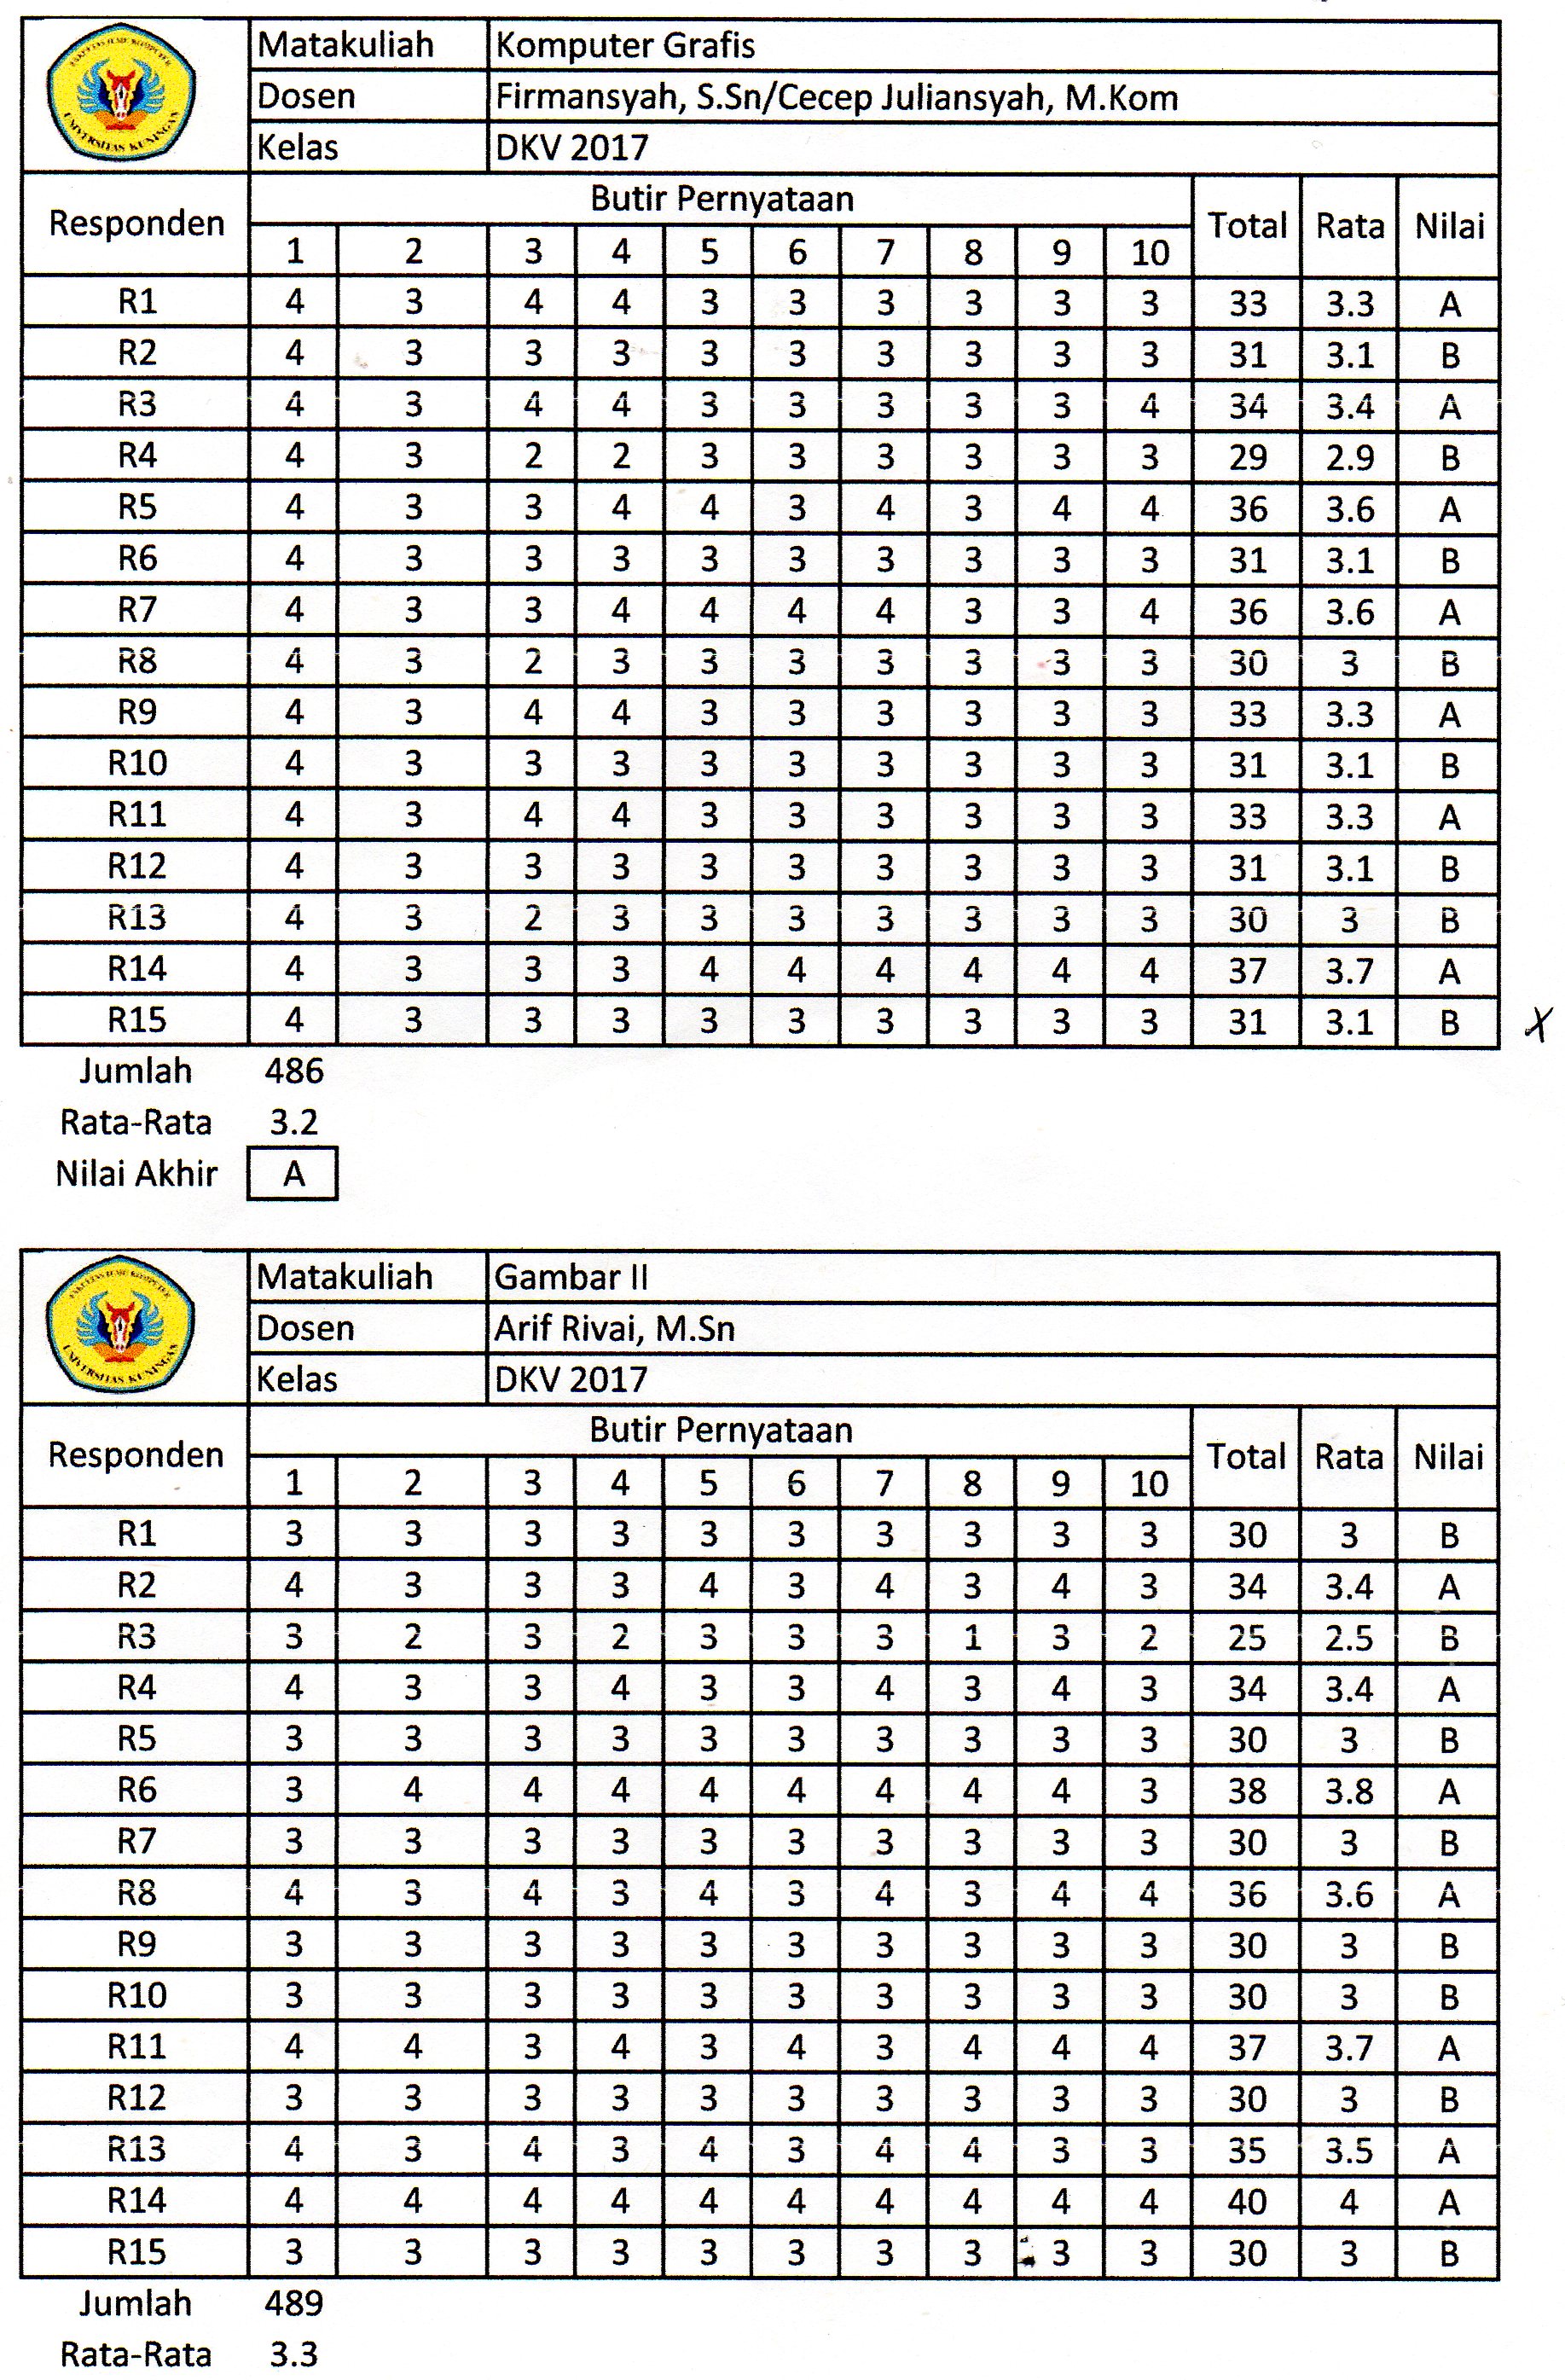 FAKULTAS ILMU KOMPUTER
UNIVERSITAS KUNINGAN
Matakuliah Komputer Grafis
Dosen Firmansyah, S.Sn/Cecep Juliansyah, M.Kom
Kelas DKV 2017
Responden Butir Pernyataan Total Rata Nilai
1 2 3 4 5 6 7 8 9 10
R1 4 3 4 4 3 3 3 3 3 3 33 3.3 A
R2 4 3 3 3 3 3 3 3 3 3 31 3.1 B
R3 4 3 4 4 3 3 3 3 3 4 34 3.4 A
R4 4 3 2 2 3 3 3 3 3 3 29 2.9 B
R5 4 3 3 4 4 3 4 3 4 4 36 3.6 A
R6 4 3 3 3 3 3 3 3 3 3 31 3.1 B
R7 4 3 3 4 4 4 4 3 3 4 36 3.6 A
R8 4 3 2 3 3 3 3 3 3 3 30 3 B
R9 4 3 4 4 3 3 3 3 3 3 33 3.3 A
R10 4 3 3 3 3 3 3 3 3 3 31 3.1 B
R11 4 3 4 4 3 3 3 3 3 3 33 3.3 A
R12 4 3 3 3 3 3 3 3 3 3 31 3.1 B
R13 4 3 2 3 3 3 3 3 3 3 30 3 B
R14 4 3 3 3 4 4 4 4 4 4 37 3.7 A
R15 4 3 3 3 3 3 3 3 3 3 31 3.1 B
Jumlah 486
Rata-Rata 3.2
Nilai Akhir A
FAKULTAS ILMU KOMPUTER
UNIVERSITAS KUNINGAN
Matakuliah Gambar II
Dosen Arif Rivai, M.Sn
Kelas DKV 2017
Responden Butir Pernyataan Total Rata Nilai
1 2 3 4 5 6 7 8 9 10
R1 3 3 3 3 3 3 3 3 3 3 30 3 B
R2 4 3 3 3 4 3 4 3 4 3 34 3.4 A
R3 3 2 3 2 3 3 3 1 3 2 25 2.5 B
R4 4 3 3 4 3 3 4 3 4 3 34 3.4 A
R5 3 3 3 3 3 3 3 3 3 3 30 3 B
R6 3 4 4 4 4 4 4 4 4 3 38 3.8 A
R7 3 3 3 3 3 3 3 3 3 3 30 3 B
R8 4 3 4 3 4 3 4 3 4 4 36 3.6 A
R9 3 3 3 3 3 3 3 3 3 3 30 3 B
R10 3 3 3 3 3 3 3 3 3 3 30 3 B
R11 4 4 3 4 3 4 3 4 4 4 37 3.7 A
R12 3 3 3 3 3 3 3 3 3 3 30 3 B
R13 4 3 4 3 4 3 4 4 3 3 35 3.5 A
R14 4 4 4 4 4 4 4 4 4 4 40 4 A
R15 3 3 3 3 3 3 3 3 3 3 30 3 B
Jumlah 489
Rata-Rata 3.3